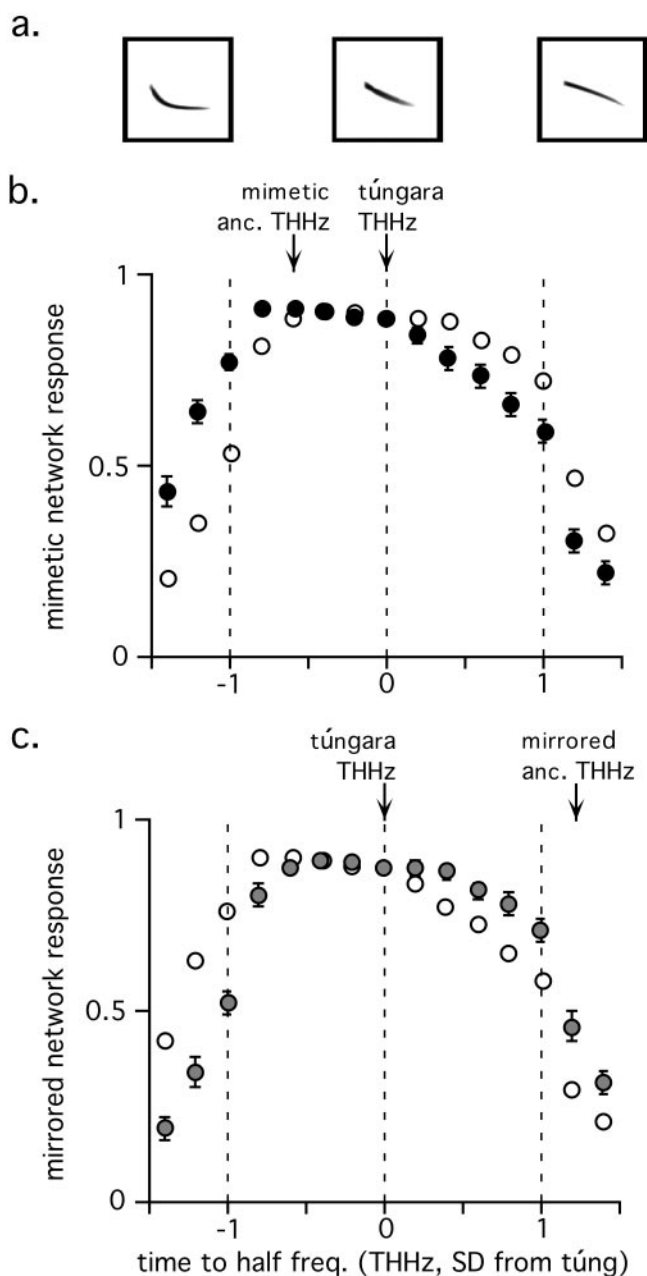 a.
b.
mimetic
anc. THHz
túngara
THHz
1
0.5
0
mimetic network response
-1
0
1
c.
túngara
THHz
mirrored
anc. THHz
1
0.5
0
mirrored network response
-1
0
1
time to half freq. (THHz, SD from túng)